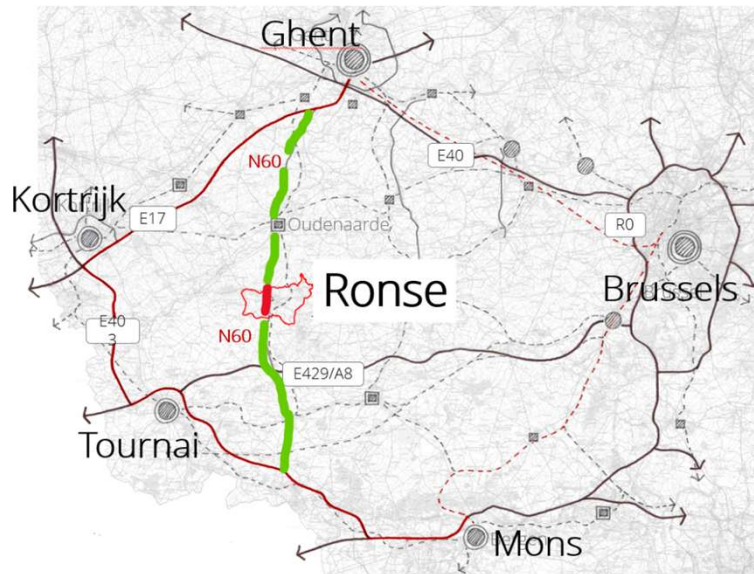 Ghent
N60
E40
Kortrijk
E17
Oudenaarde
R0
Ronse
Brussels
E40
3
N60
E429/A8
Tournai
Mons